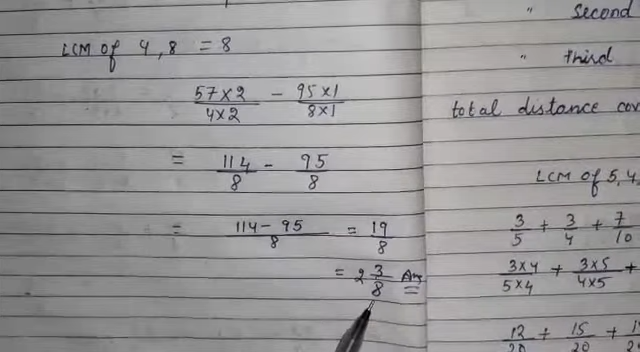 LCM of 4, 8 = 8
57×2/4×2 - 95×1/8×1
= 114/8 - 95/8
= 114-95/8 = 19/8
= 2 3/8 Ans
" Second
" third
total distance cov
LCM of 5, 4,
3/5 + 3/4 + 7/10
3×4/5×4 + 3×5/4×5 +
12/20 + 15/20 +